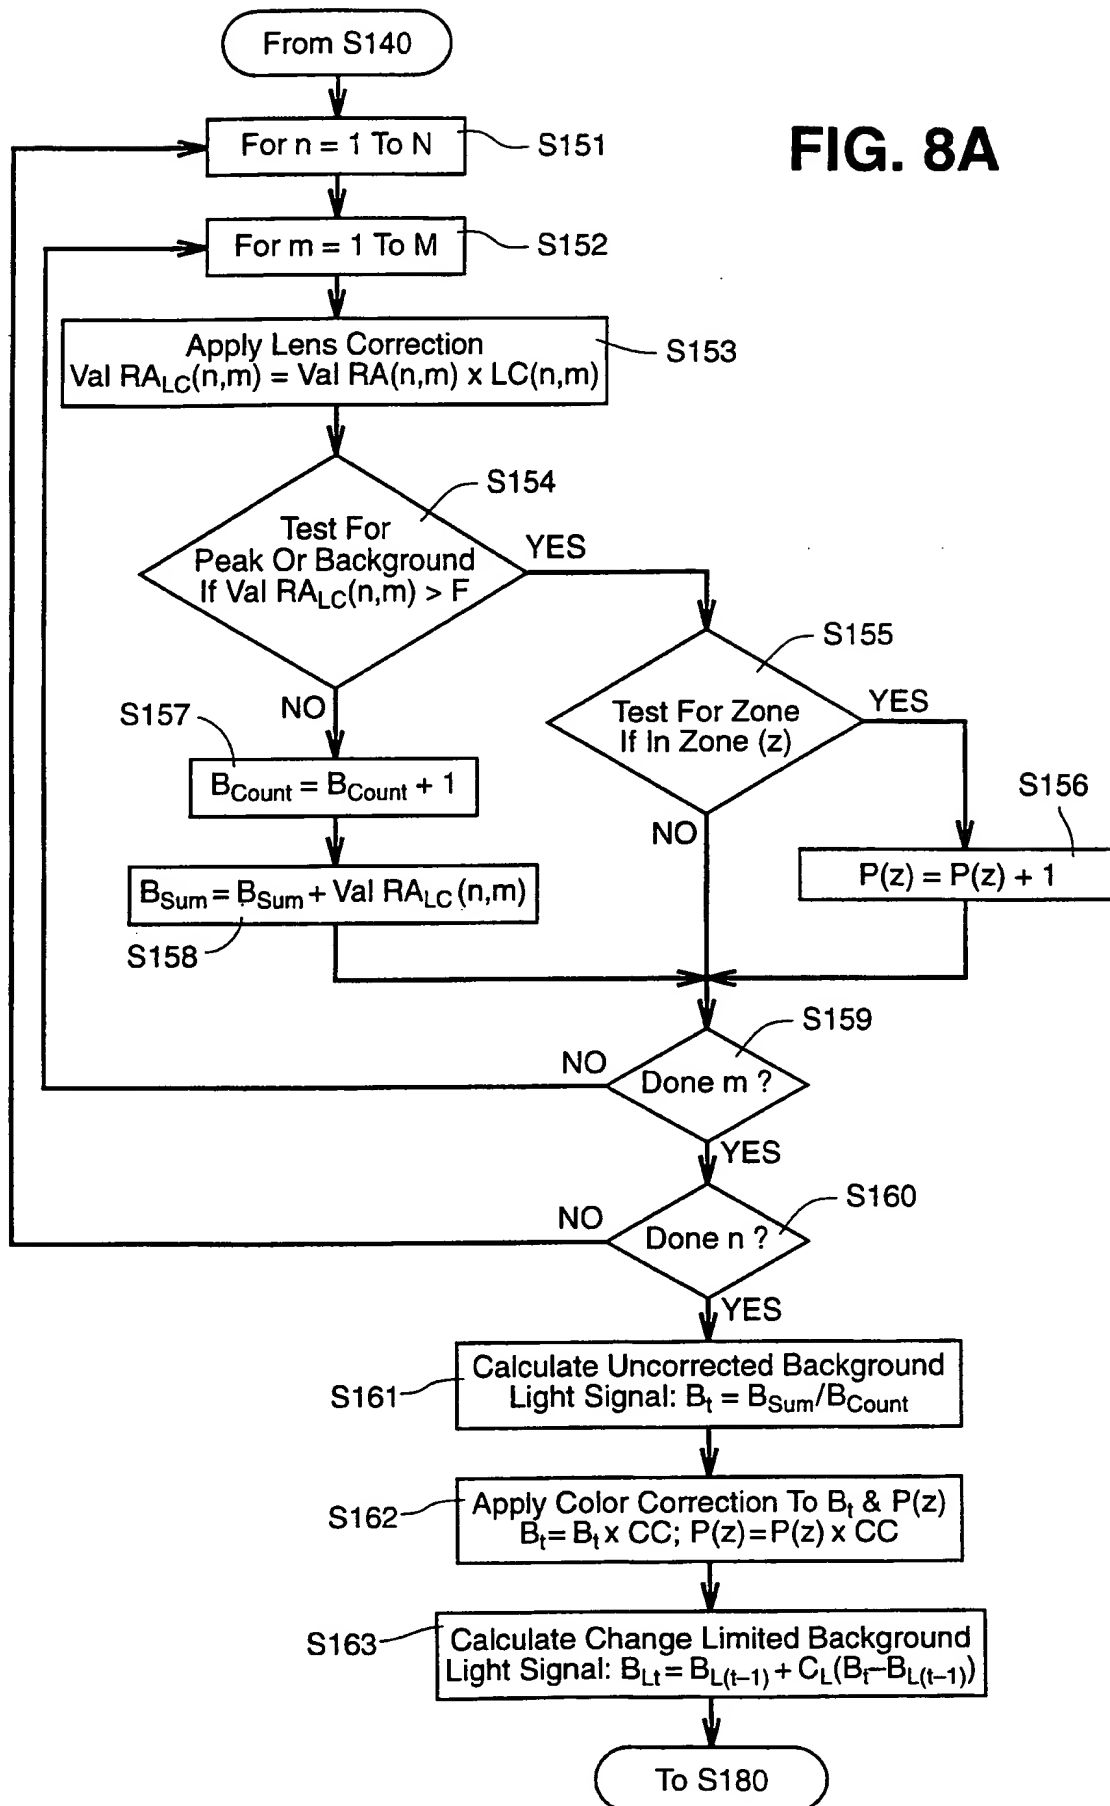 From S140
FIG. 8A
For n = 1 To N
S151
For m = 1 To M
S152
Apply Lens Correction
Val RA_LC(n,m) = Val RA(n,m) x LC(n,m)
S153
S154
Test For
Peak Or Background
If Val RA_LC(n,m) > F
YES
NO
S155
Test For Zone
If In Zone (z)
YES
NO
S156
P(z) = P(z) + 1
S157
B_Count = B_Count + 1
B_Sum = B_Sum + Val RA_LC (n,m)
S158
S159
NO
Done m ?
YES
S160
NO
Done n ?
YES
Calculate Uncorrected Background
Light Signal: B_t = B_Sum/B_Count
S161
Apply Color Correction To B_t & P(z)
B_t = B_t x CC; P(z) = P(z) x CC
S162
Calculate Change Limited Background
Light Signal: B_Lt = B_L(t–1) + C_L(B_t–B_L(t–1))
S163
To S180